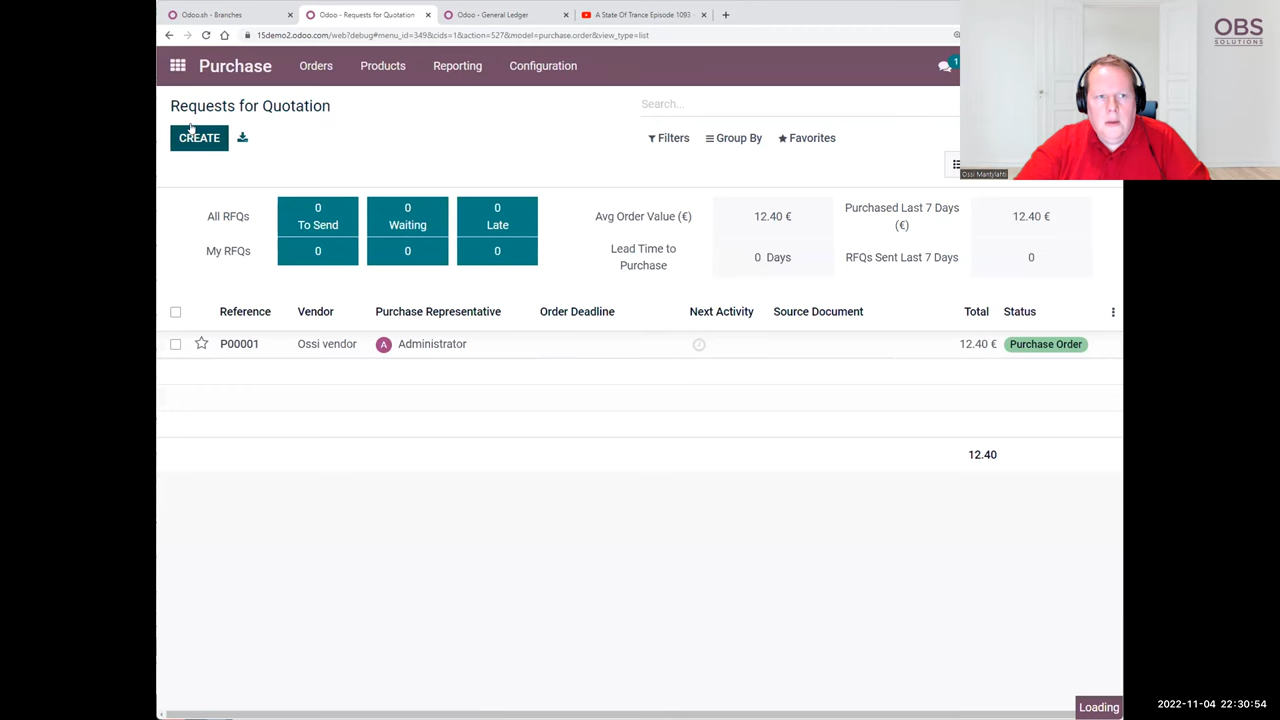 Odoo.sh - Branches
Odoo - Requests for Quotation
Odoo - General Ledger
A State Of Trance Episode 1093
15demo2.odoo.com/web?debug#menu_id=349&cids=1&action=527&model=purchase.order&view_type=list
Purchase Orders Products Reporting Configuration 1
OBS
SOLUTIONS
Ossi Mantylahti
Requests for Quotation
Search...
CREATE
Filters Group By Favorites
All RFQs
0
To Send
0
Waiting
0
Late
My RFQs 0 0 0
Avg Order Value (€) 12.40 €
Purchased Last 7 Days
(€)
12.40 €
Lead Time to
Purchase
0 Days
RFQs Sent Last 7 Days 0
Reference Vendor Purchase Representative Order Deadline Next Activity Source Document Total Status
P00001 Ossi vendor A Administrator 12.40 € Purchase Order
12.40
Loading
2022-11-04 22:30:54